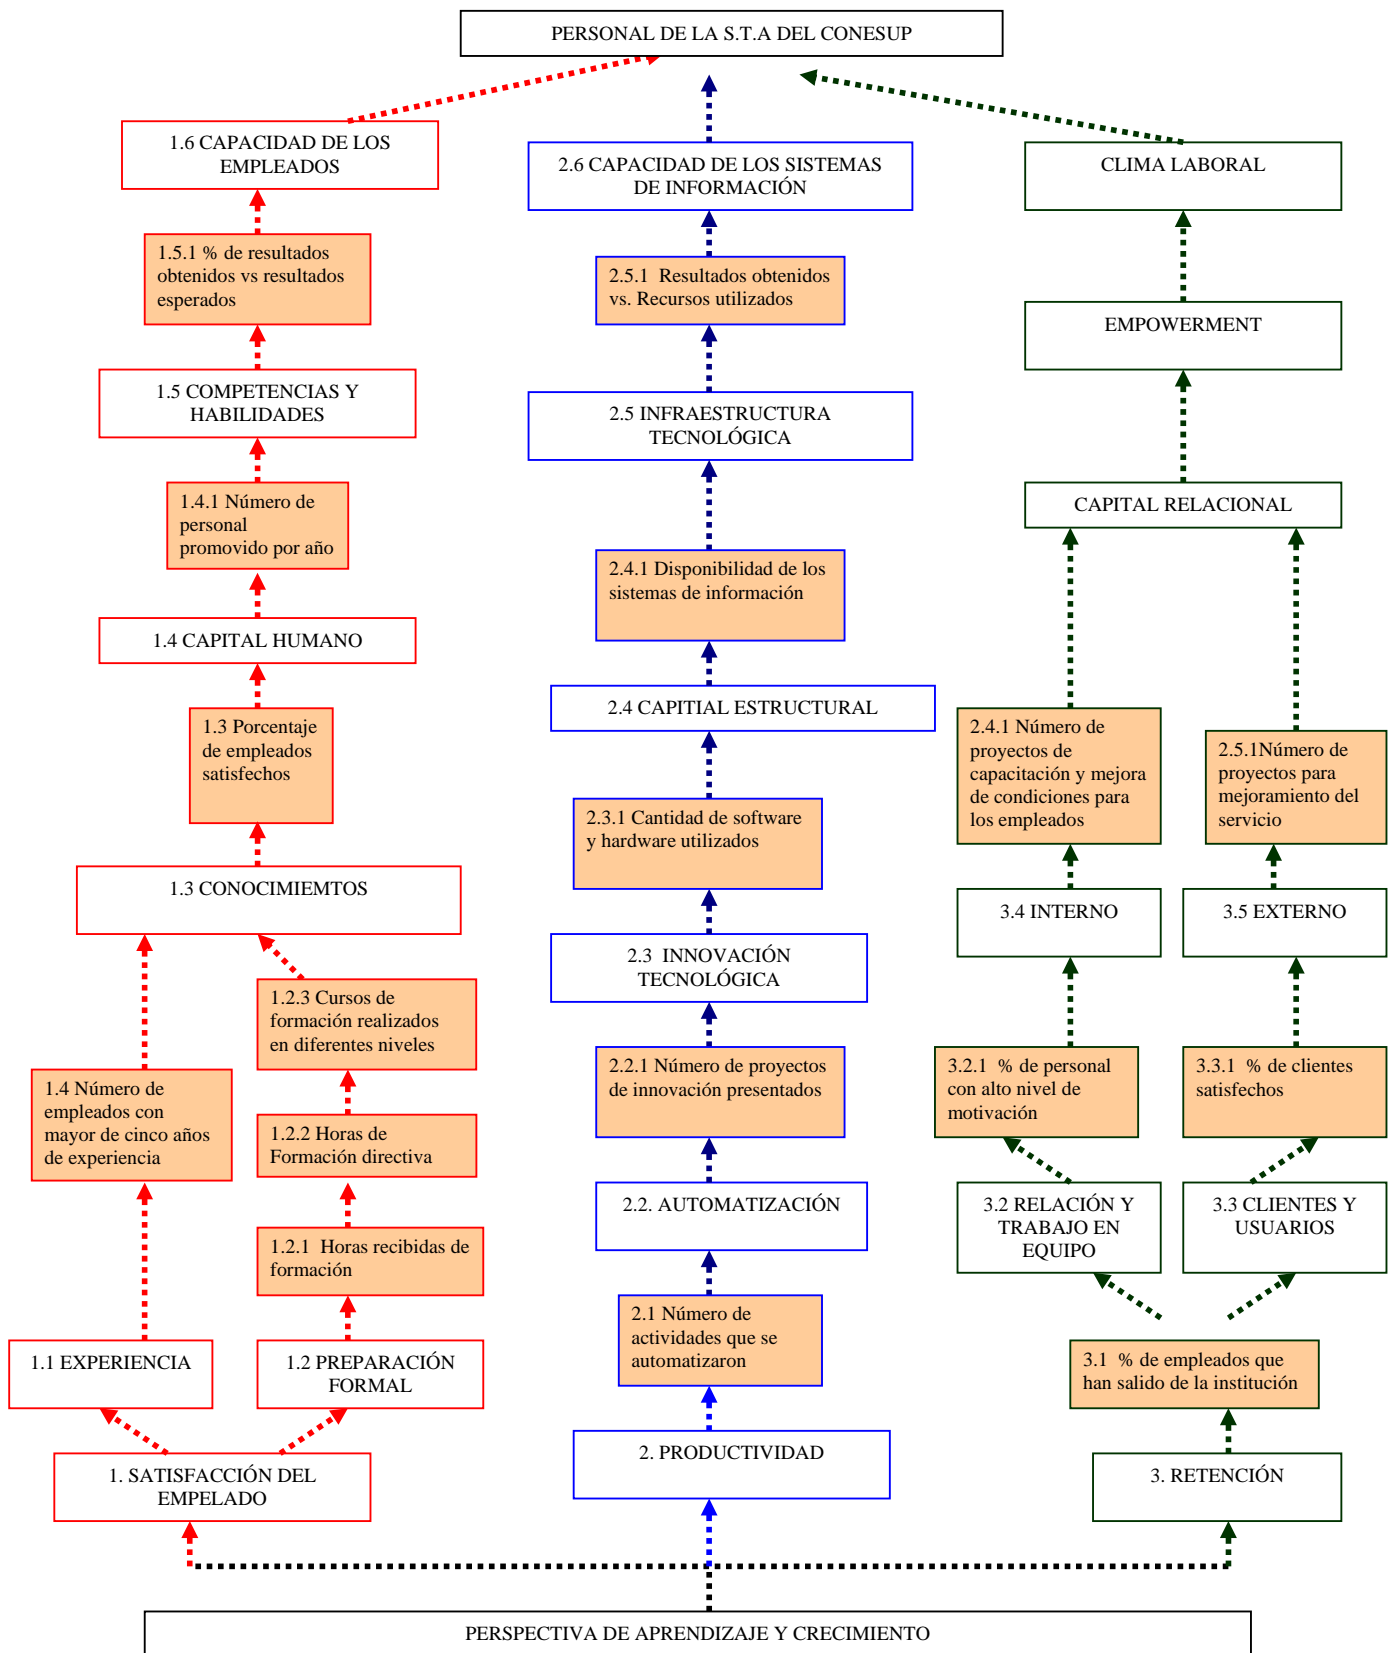 PERSONAL DE LA S.T.A DEL CONESUP
1.6 CAPACIDAD DE LOS
EMPLEADOS
2.6 CAPACIDAD DE LOS SISTEMAS
DE INFORMACIÓN
CLIMA LABORAL
1.5.1 % de resultados
obtenidos vs resultados
esperados
2.5.1 Resultados obtenidos
vs. Recursos utilizados
EMPOWERMENT
1.5 COMPETENCIAS Y
HABILIDADES
2.5 INFRAESTRUCTURA
TECNOLÓGICA
1.4.1 Número de
personal
promovido por año
CAPITAL RELACIONAL
2.4.1 Disponibilidad de los
sistemas de información
1.4 CAPITAL HUMANO
2.4 CAPITIAL ESTRUCTURAL
1.3 Porcentaje
de empleados
satisfechos
2.4.1 Número de
proyectos de
capacitación y mejora
de condiciones para
los empleados
2.5.1Número de
proyectos para
mejoramiento del
servicio
2.3.1 Cantidad de software
y hardware utilizados
1.3 CONOCIMIEMTOS
3.4 INTERNO
3.5 EXTERNO
2.3 INNOVACIÓN
TECNOLÓGICA
1.2.3 Cursos de
formación realizados
en diferentes niveles
2.2.1 Número de proyectos
de innovación presentados
3.2.1 % de personal
con alto nivel de
motivación
3.3.1 % de clientes
satisfechos
1.4 Número de
empleados con
mayor de cinco años
de experiencia
1.2.2 Horas de
Formación directiva
2.2. AUTOMATIZACIÓN
3.2 RELACIÓN Y
TRABAJO EN
EQUIPO
3.3 CLIENTES Y
USUARIOS
1.2.1 Horas recibidas de
formación
2.1 Número de
actividades que se
automatizaron
1.1 EXPERIENCIA
1.2 PREPARACIÓN
FORMAL
3.1 % de empleados que
han salido de la institución
2. PRODUCTIVIDAD
1. SATISFACCIÓN DEL
EMPELADO
3. RETENCIÓN
PERSPECTIVA DE APRENDIZAJE Y CRECIMIENTO